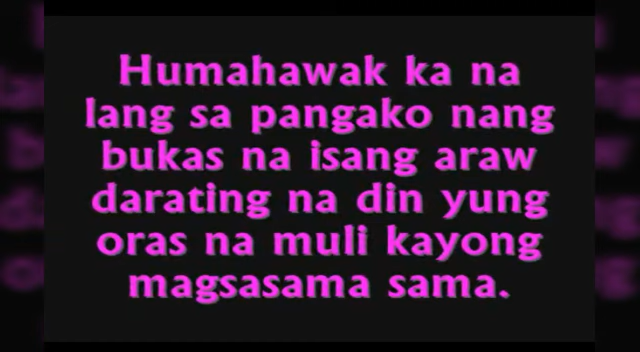 Humahawak ka na
lang sa pangako nang
bukas na isang araw
darating na din yung
oras na muli kayong
magsasama sama.